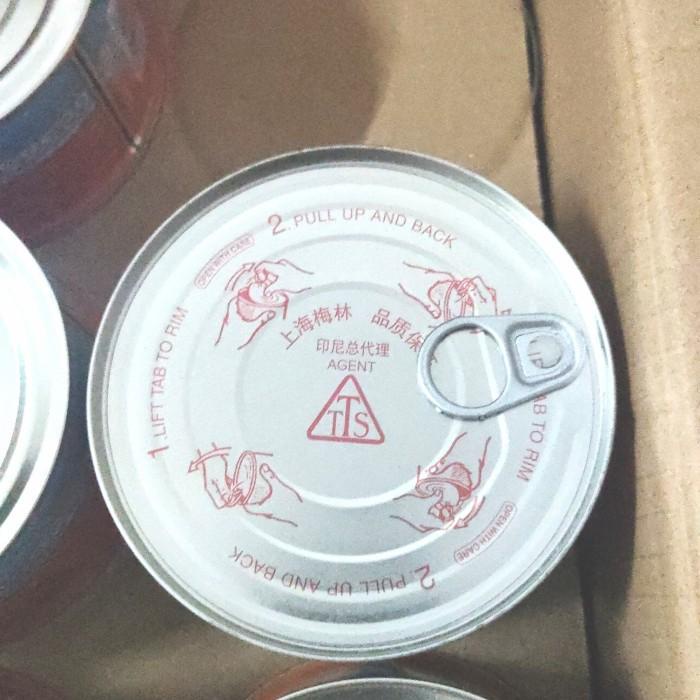 2. PULL UP AND BACK
OPEN WITH CARE
1. LIFT TAB TO RIM
上海梅林 品质保
印尼总代理
AGENT
TTS
TO RIM
OPEN WITH CARE
2. PULL UP AND BACK